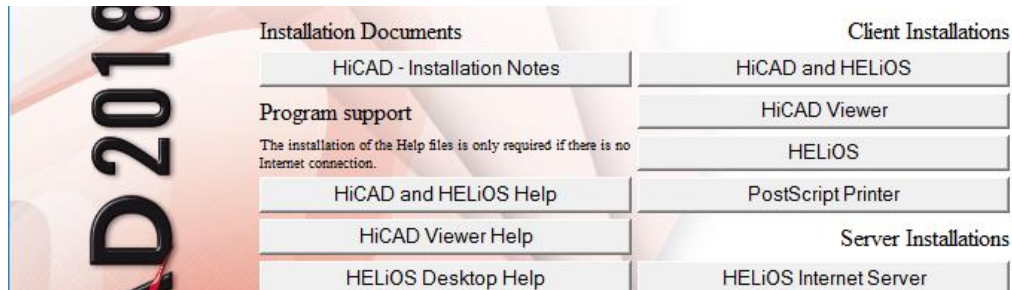 AD 2018
Installation Documents
HiCAD - Installation Notes
Program support
The installation of the Help files is only required if there is no
Internet connection.
HiCAD and HELiOS Help
HiCAD Viewer Help
HELiOS Desktop Help
Client Installations
HiCAD and HELiOS
HiCAD Viewer
HELiOS
PostScript Printer
Server Installations
HELiOS Internet Server